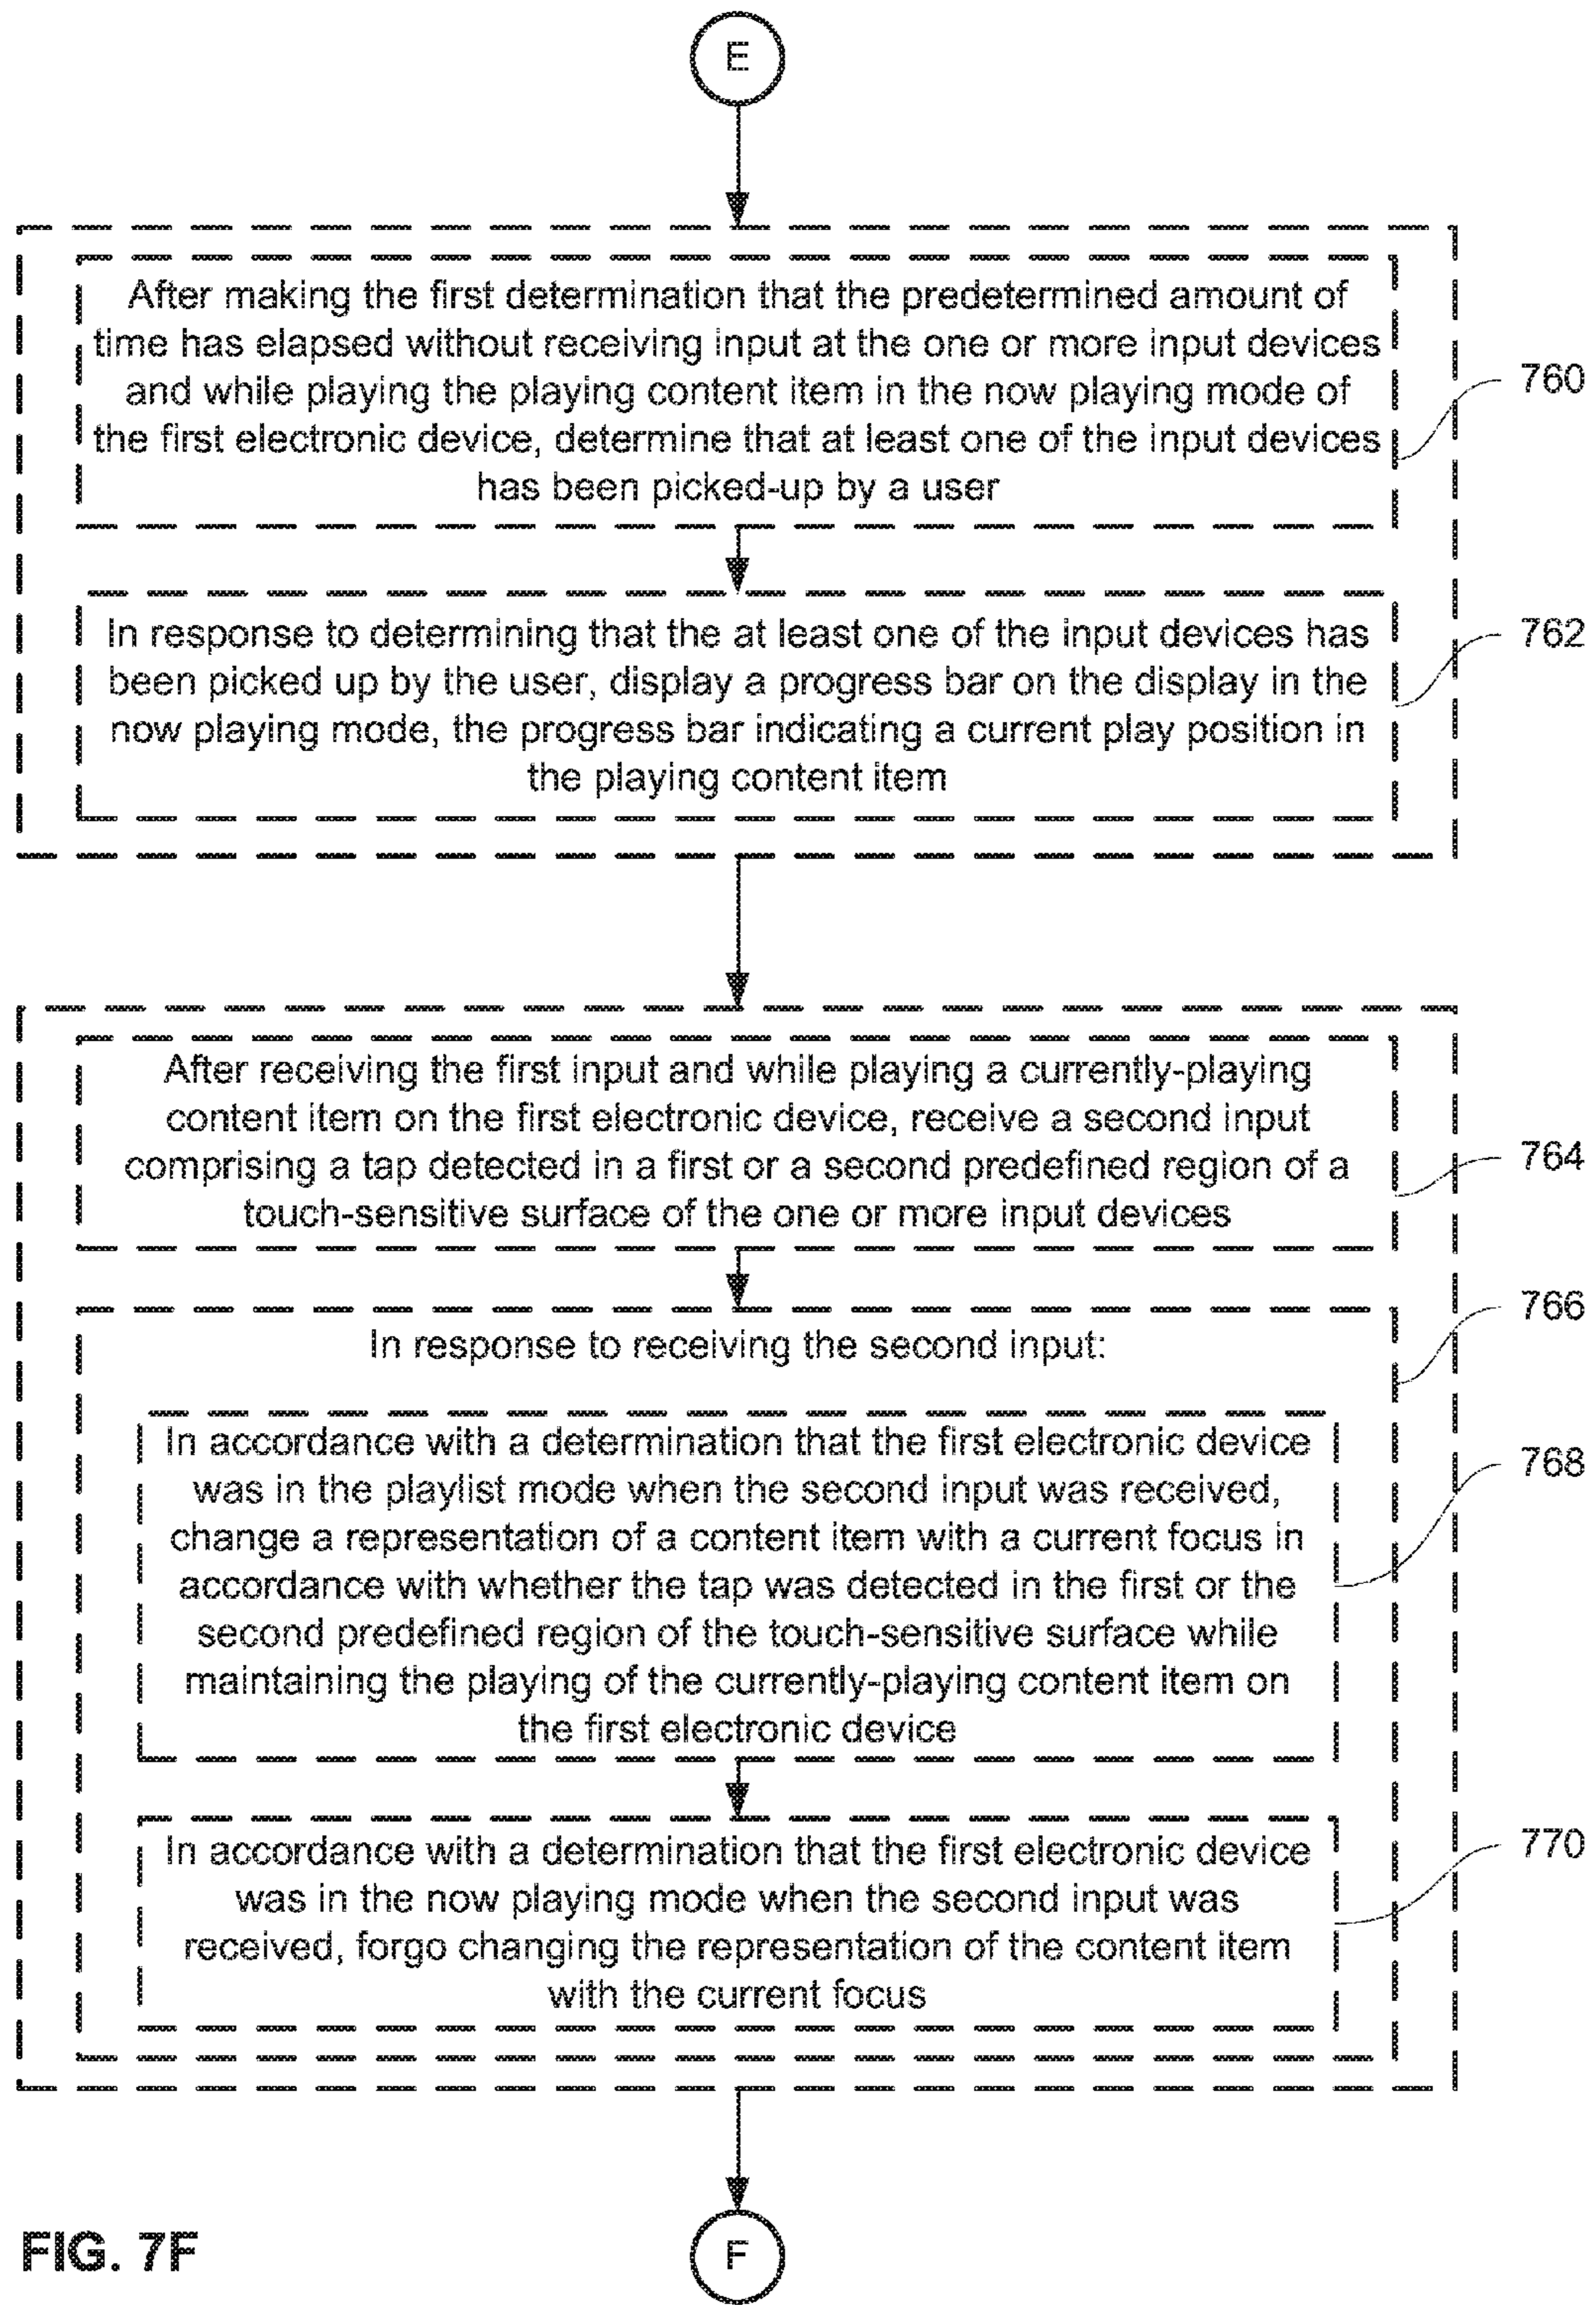 E
After making the first determination that the predetermined amount of
time has elapsed without receiving input at the one or more input devices
and while playing the playing content item in the now playing mode of
the first electronic device, determine that at least one of the input devices
has been picked-up by a user
760
In response to determining that the at least one of the input devices has
been picked up by the user, display a progress bar on the display in the
now playing mode, the progress bar indicating a current play position in
the playing content item
762
After receiving the first input and while playing a currently-playing
content item on the first electronic device, receive a second input
comprising a tap detected in a first or a second predefined region of a
touch-sensitive surface of the one or more input devices
764
In response to receiving the second input:
766
In accordance with a determination that the first electronic device
was in the playlist mode when the second input was received,
change a representation of a content item with a current focus in
accordance with whether the tap was detected in the first or the
second predefined region of the touch-sensitive surface while
maintaining the playing of the currently-playing content item on
the first electronic device
768
In accordance with a determination that the first electronic device
was in the now playing mode when the second input was
received, forgo changing the representation of the content item
with the current focus
770
F
FIG. 7F